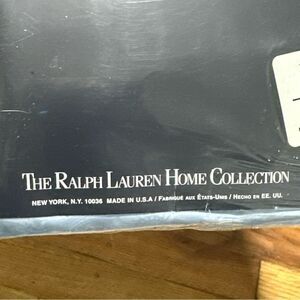 THE RALPH LAUREN HOME COLLECTION
NEW YORK, N.Y. 10036 MADE IN U.S.A / FABRIQUÉ AUX ÉTATS-UNIS / HECHO EN EE. UU.